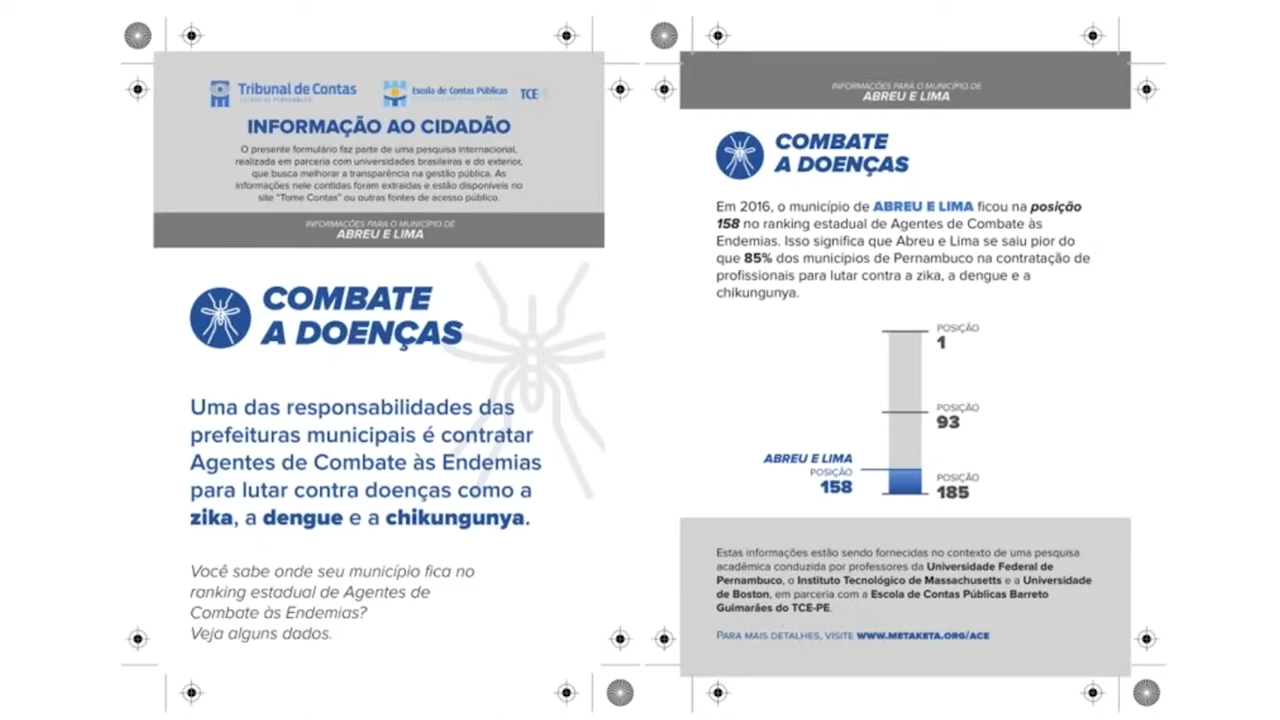 Tribunal de Contas
ESTADO DE PERNAMBUCO
Escola de Contas Públicas
TCE
INFORMAÇÃO AO CIDADÃO
O presente formulário faz parte de uma pesquisa internacional,
realizada em parceria com universidades brasileiras e do exterior,
que busca melhorar a transparência na gestão pública. As
informações nele contidas foram extraídas e estão disponíveis no
site "Tome Contas" ou outras fontes de acesso público.
INFORMAÇÕES PARA O MUNICÍPIO DE
ABREU E LIMA
COMBATE
A DOENÇAS
Uma das responsabilidades das
prefeituras municipais é contratar
Agentes de Combate às Endemias
para lutar contra doenças como a
zika, a dengue e a chikungunya.
Você sabe onde seu município fica no
ranking estadual de Agentes de
Combate às Endemias?
Veja alguns dados.
INFORMAÇÕES PARA O MUNICÍPIO DE
ABREU E LIMA
COMBATE
A DOENÇAS
Em 2016, o município de ABREU E LIMA ficou na posição
158 no ranking estadual de Agentes de Combate às
Endemias. Isso significa que Abreu e Lima se saiu pior do
que 85% dos municípios de Pernambuco na contratação de
profissionais para lutar contra a zika, a dengue e a
chikungunya.
POSIÇÃO
1
POSIÇÃO
93
ABREU E LIMA
POSIÇÃO
158
POSIÇÃO
185
Estas informações estão sendo fornecidas no contexto de uma pesquisa
acadêmica conduzida por professores da Universidade Federal de
Pernambuco, o Instituto Tecnológico de Massachusetts e a Universidade
de Boston, em parceria com a Escola de Contas Públicas Barreto
Guimarães do TCE-PE.
PARA MAIS DETALHES, VISITE WWW.METAKETA.ORG/ACE